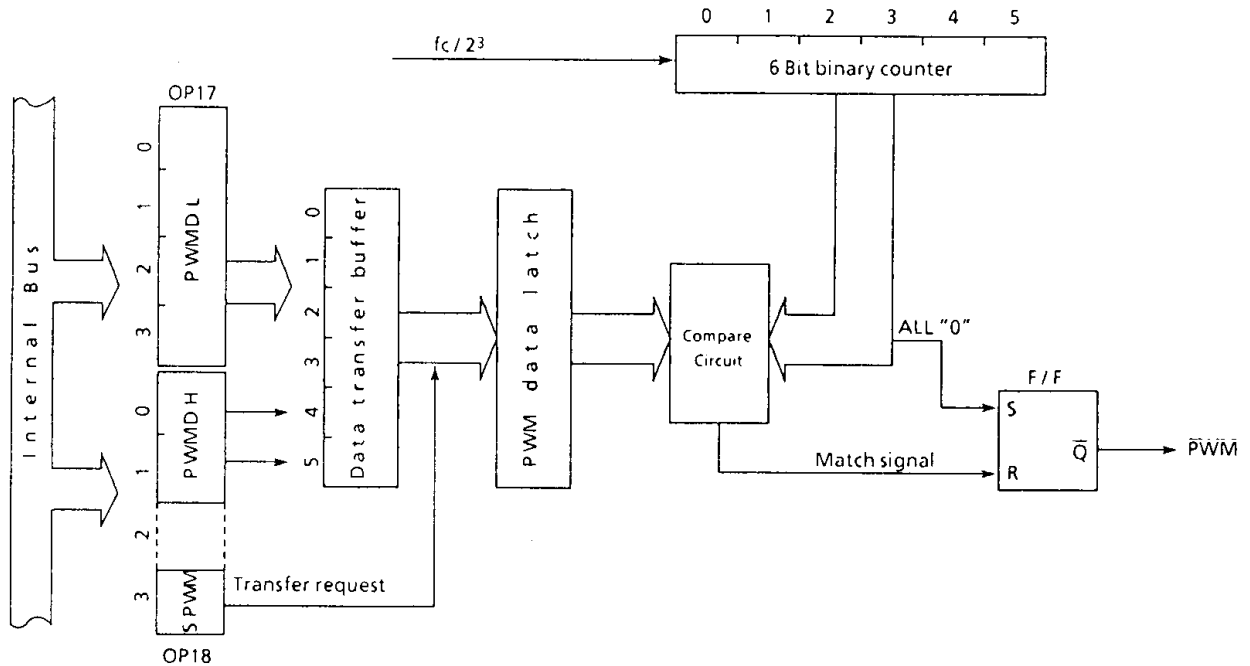 0 1 2 3 4 5
fc / 2³
6 Bit binary counter
OP17
Internal Bus
0 1 2 3
PWMDL
0 1 2 3 4 5
Data transfer buffer
PWM data latch
Compare
Circuit
ALL "0"
F / F
S
R
Q̅
P̅W̅M̅
Match signal
0 1 2 3
PWMDH
SPWM
Transfer request
OP18